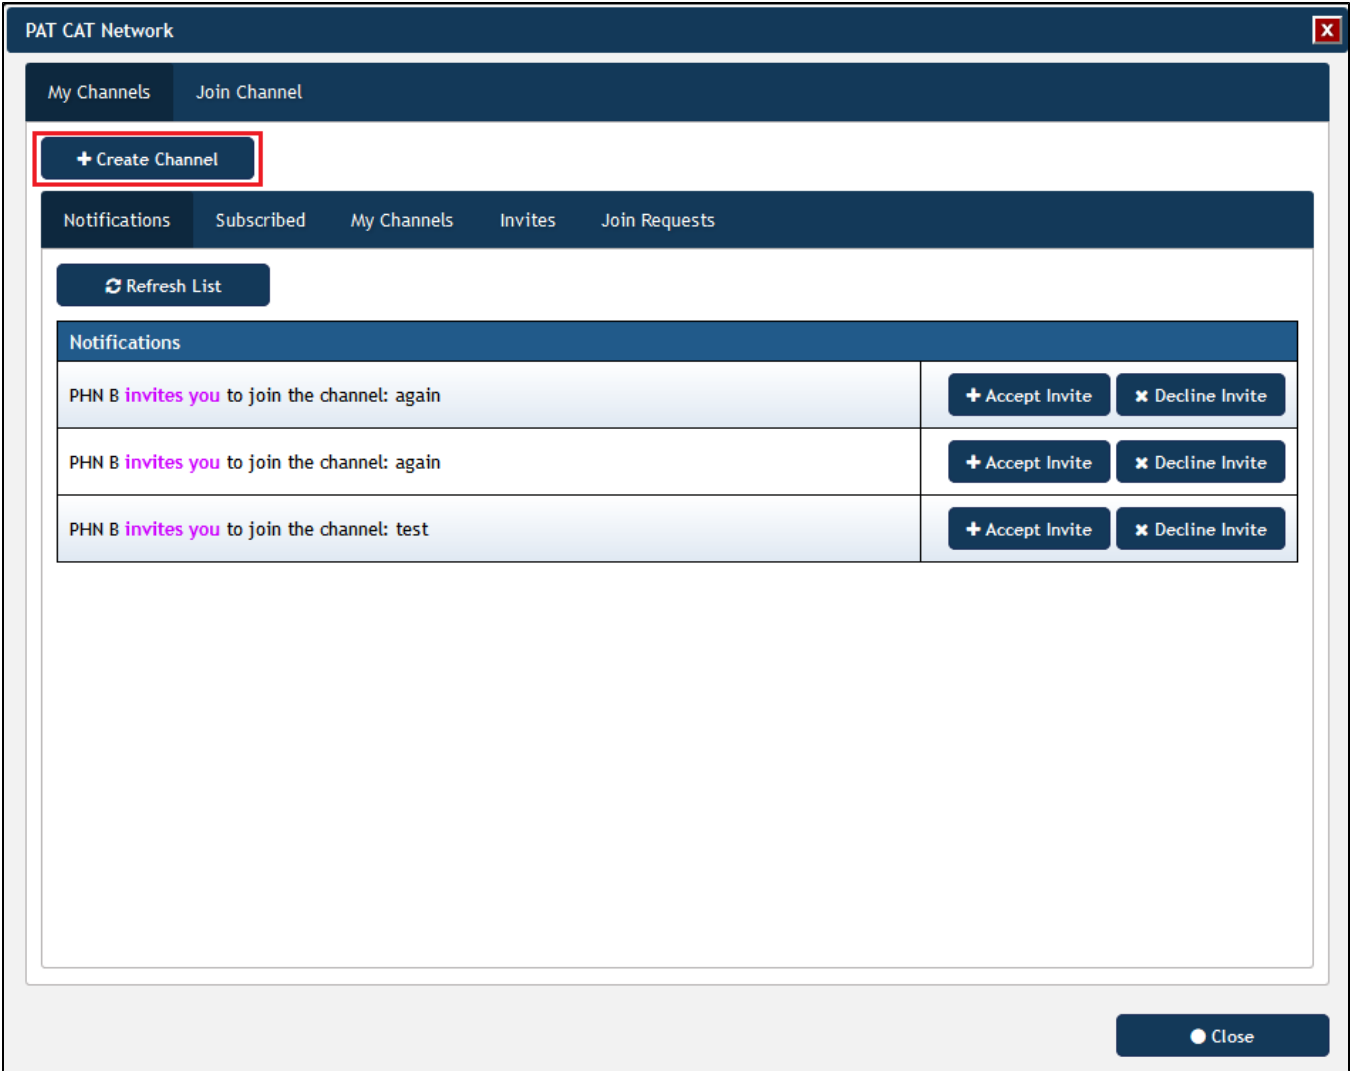 PAT CAT Network
X
My Channels Join Channel
Create Channel
Notifications Subscribed My Channels Invites Join Requests
Refresh List
Notifications
PHN B invites you to join the channel: again Accept Invite Decline Invite
PHN B invites you to join the channel: again Accept Invite Decline Invite
PHN B invites you to join the channel: test Accept Invite Decline Invite
Close